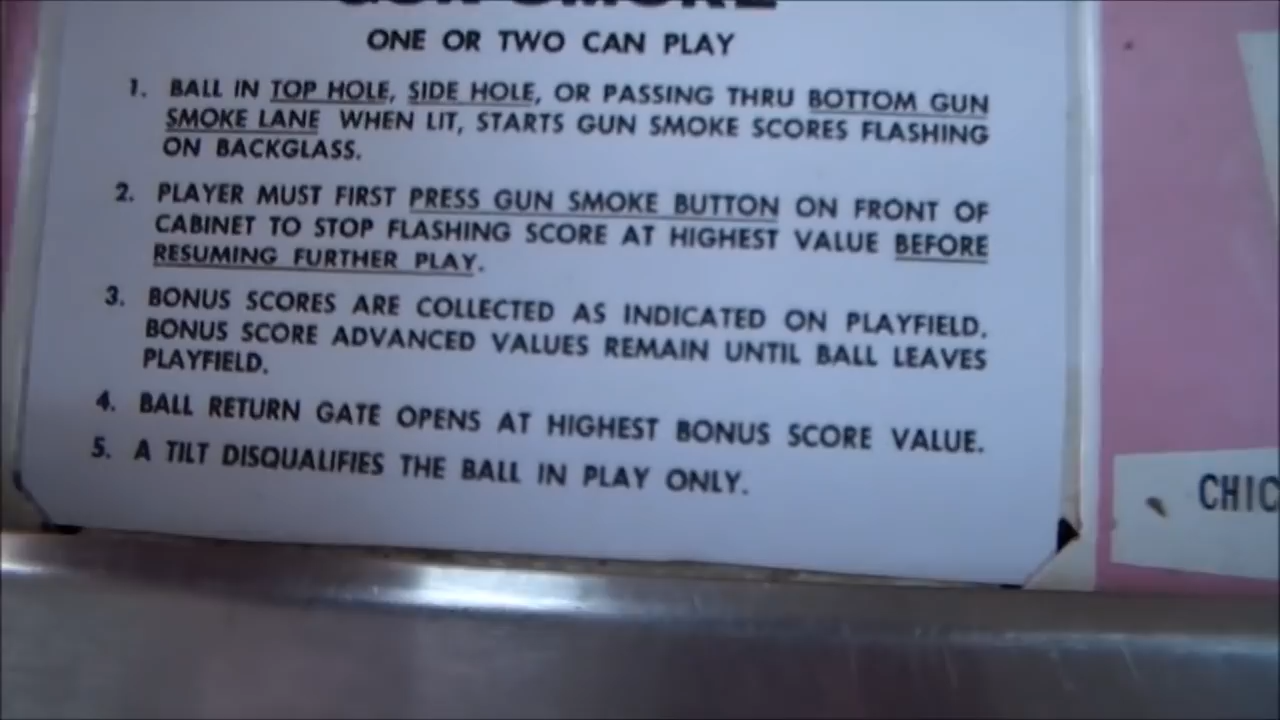 GUN SMOKE
ONE OR TWO CAN PLAY
1. BALL IN TOP HOLE, SIDE HOLE, OR PASSING THRU BOTTOM GUN
SMOKE LANE WHEN LIT, STARTS GUN SMOKE SCORES FLASHING
ON BACKGLASS.
2. PLAYER MUST FIRST PRESS GUN SMOKE BUTTON ON FRONT OF
CABINET TO STOP FLASHING SCORE AT HIGHEST VALUE BEFORE
RESUMING FURTHER PLAY.
3. BONUS SCORES ARE COLLECTED AS INDICATED ON PLAYFIELD.
BONUS SCORE ADVANCED VALUES REMAIN UNTIL BALL LEAVES
PLAYFIELD.
4. BALL RETURN GATE OPENS AT HIGHEST BONUS SCORE VALUE.
5. A TILT DISQUALIFIES THE BALL IN PLAY ONLY.
CHIC